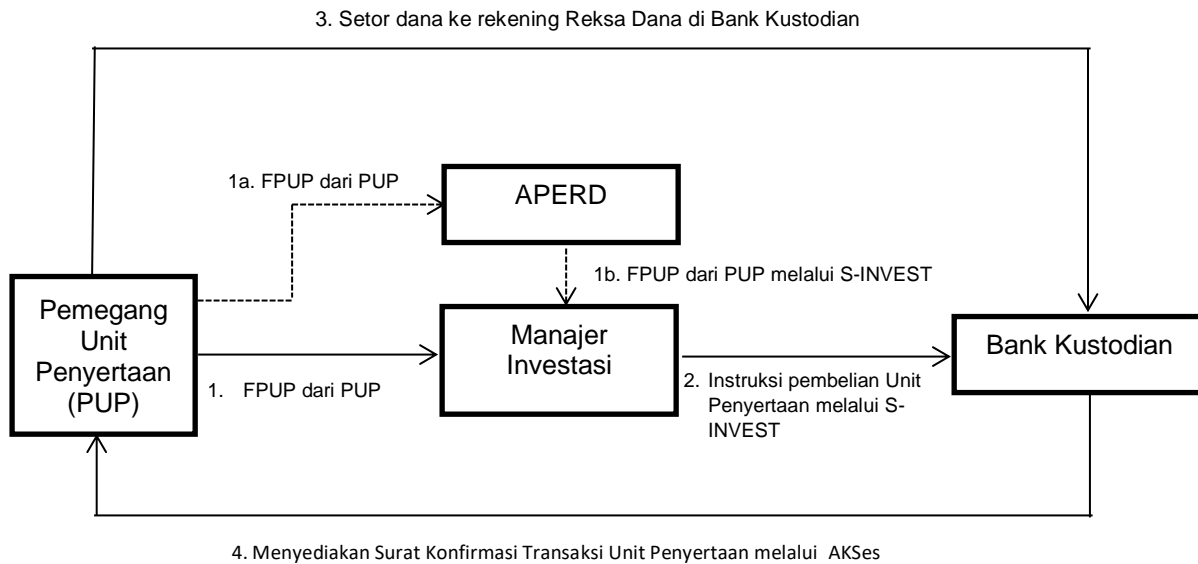 3. Setor dana ke rekening Reksa Dana di Bank Kustodian
1a. FPUP dari PUP
APERD
1b. FPUP dari PUP melalui S-INVEST
Pemegang
Unit
Penyertaan
(PUP)
Manajer
Investasi
Bank Kustodian
1. FPUP dari PUP
2. Instruksi pembelian Unit
Penyertaan melalui S-
INVEST
4. Menyediakan Surat Konfirmasi Transaksi Unit Penyertaan melalui AKSes